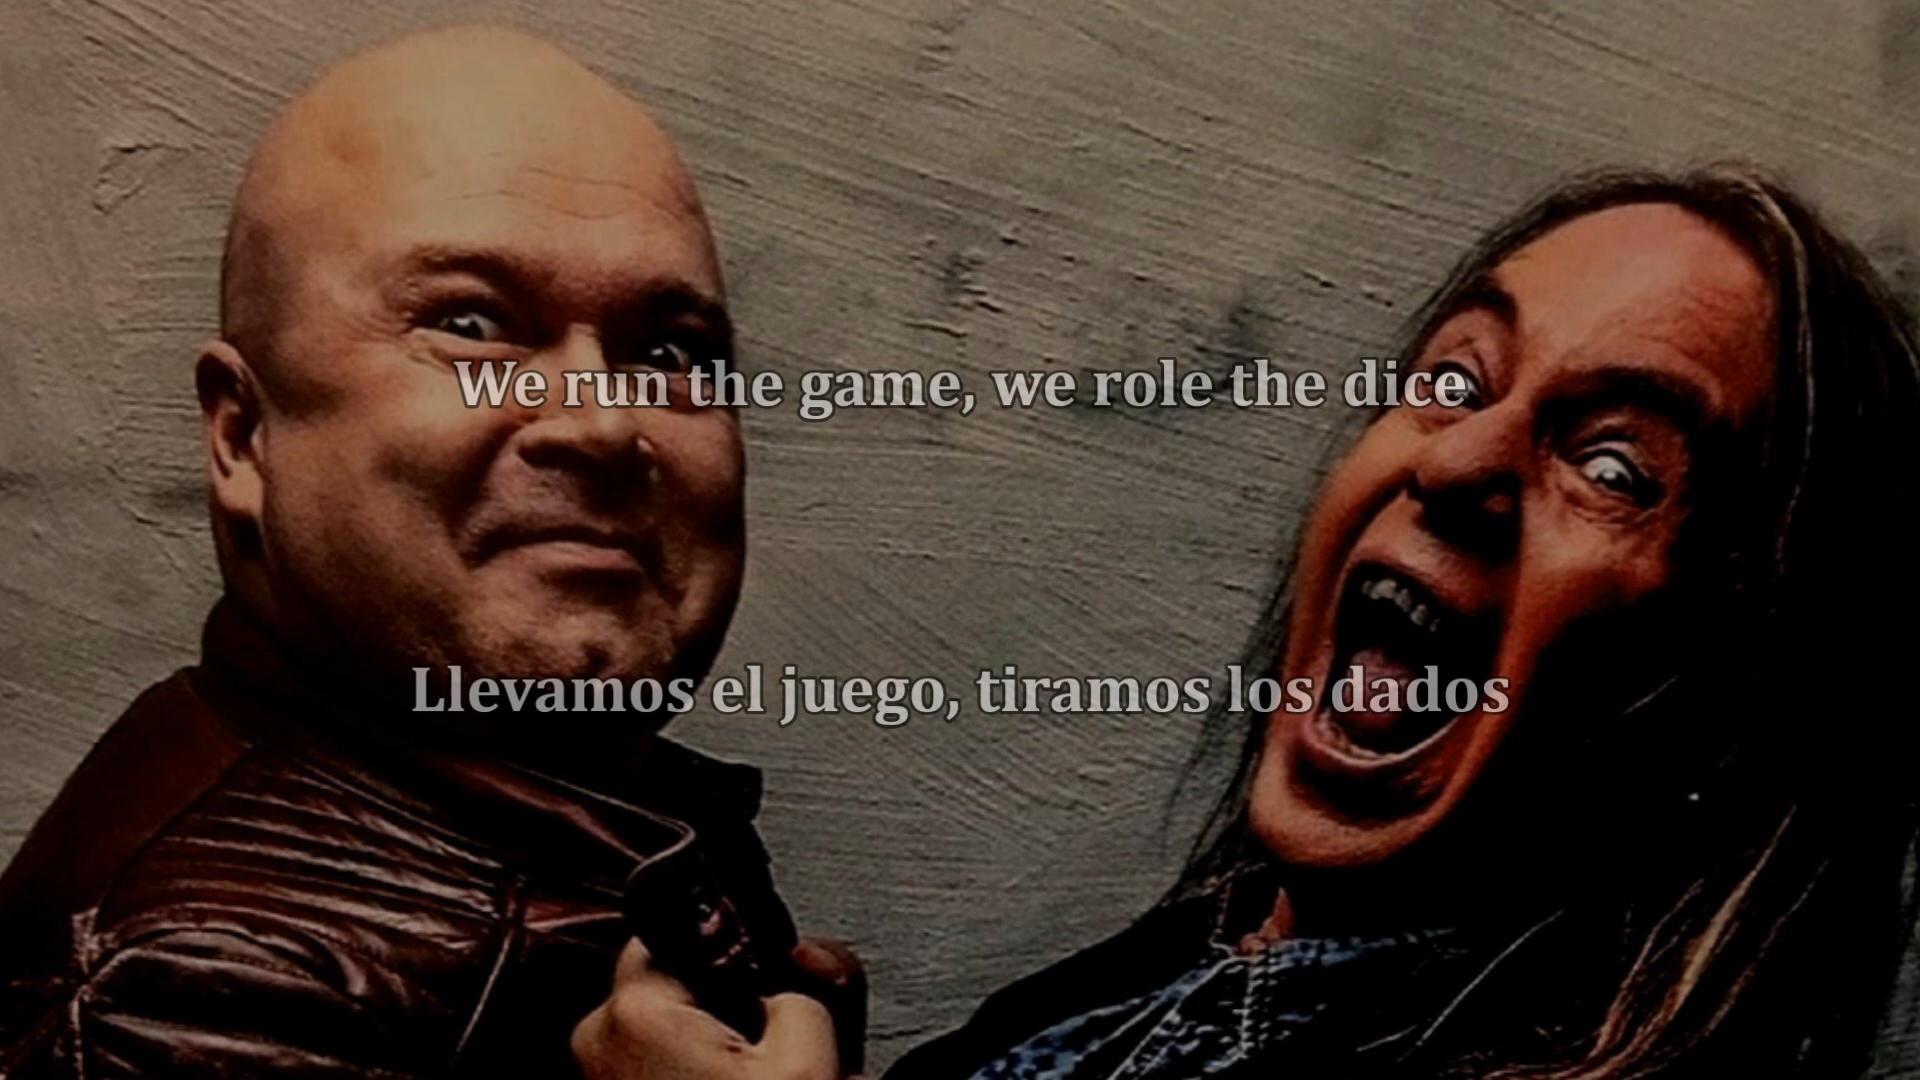 We run the game, we role the dice
Llevamos el juego, tiramos los dados